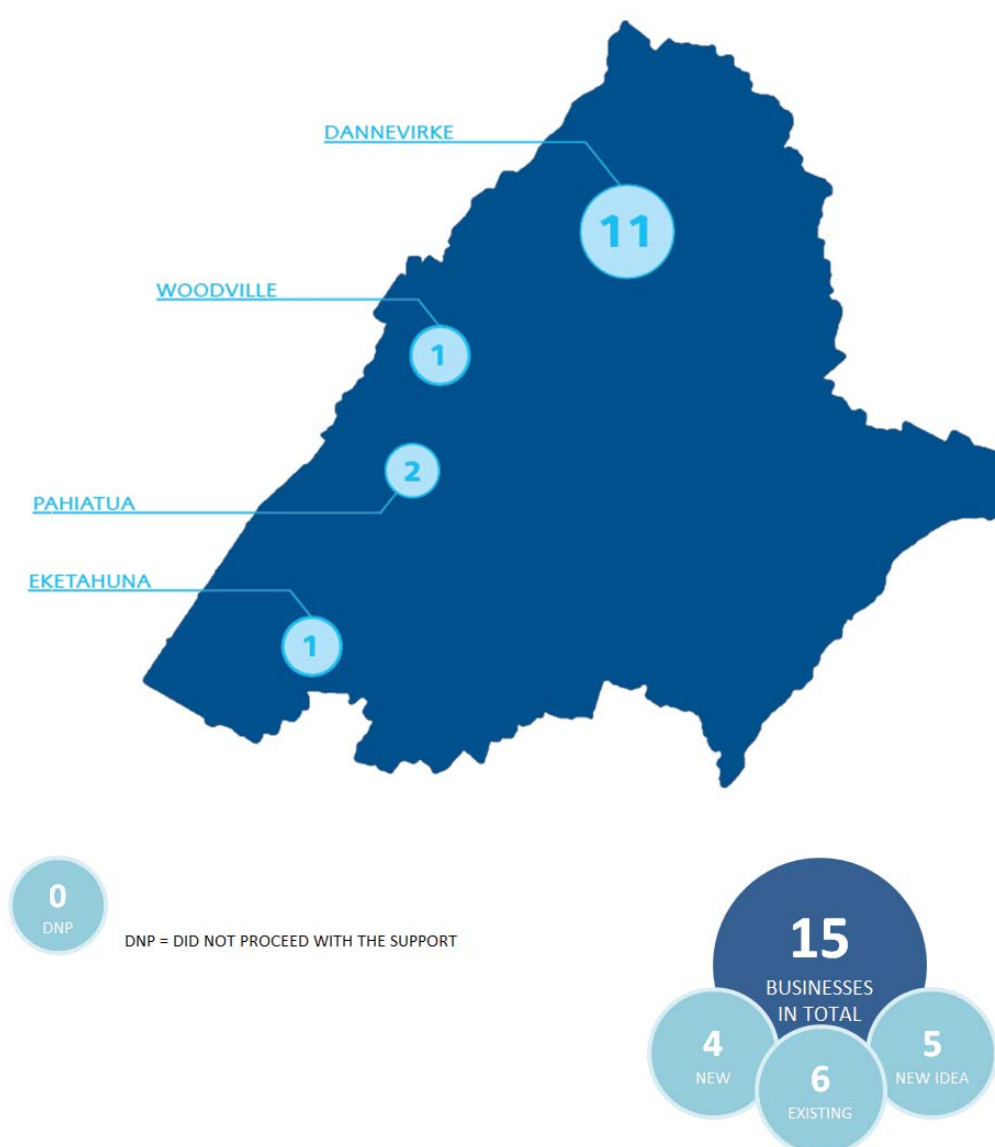 DANNEVIRKE
11
WOODVILLE
1
2
PAHIATUA
EKETAHUNA
1
0
DNP
DNP = DID NOT PROCEED WITH THE SUPPORT
15
BUSINESSES
IN TOTAL
4
NEW
6
EXISTING
5
NEW IDEA